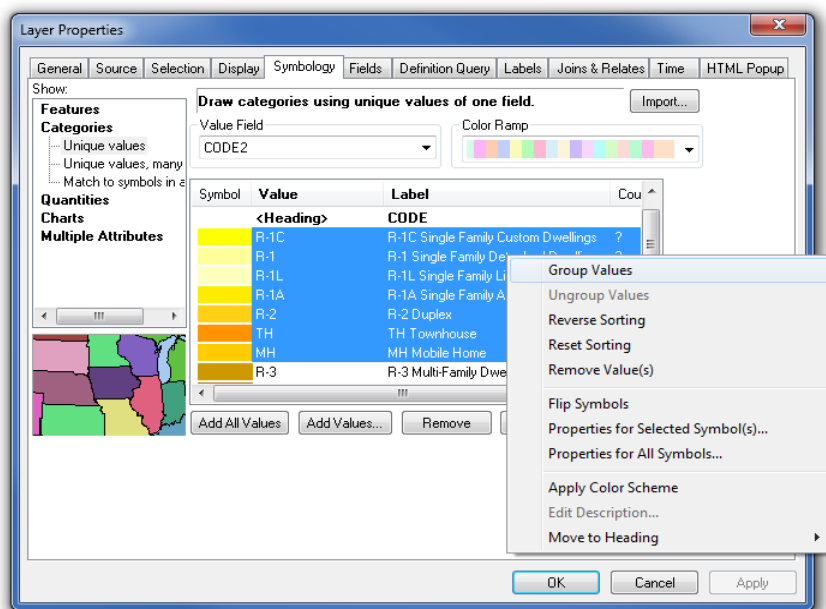 Layer Properties
General Source Selection Display Symbology Fields Definition Query Labels Joins & Relates Time HTML Popup
Show:
Features
Categories
Unique values
Unique values, many
Match to symbols in a
Quantities
Charts
Multiple Attributes
Draw categories using unique values of one field.
Import...
Value Field
CODE2
Color Ramp
Symbol Value Label Cou
<Heading> CODE
R-1C R-1C Single Family Custom Dwellings ?
R-1 R-1 Single Family
R-1L R-1L Single Family Li
R-1A R-1A Single Family A
R-2 R-2 Duplex
TH TH Townhouse
MH MH Mobile Home
R-3 R-3 Multi-Family Dwe
Add All Values Add Values... Remove
Group Values
Ungroup Values
Reverse Sorting
Reset Sorting
Remove Value(s)
Flip Symbols
Properties for Selected Symbol(s)...
Properties for All Symbols...
Apply Color Scheme
Edit Description...
Move to Heading
OK Cancel Apply